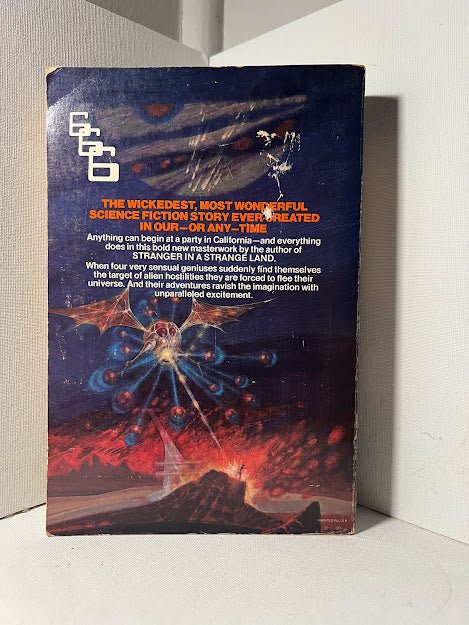 666
THE WICKEDEST, MOST WONDERFUL
SCIENCE FICTION STORY EVER CREATED
IN OUR—OR ANY—TIME
Anything can begin at a party in California—and everything
does in this bold new masterwork by the author of
STRANGER IN A STRANGE LAND.
When four very sensual geniuses suddenly find themselves
the target of alien hostilities they are forced to flee their
universe. And their adventures ravish the imagination with
unparalleled excitement.